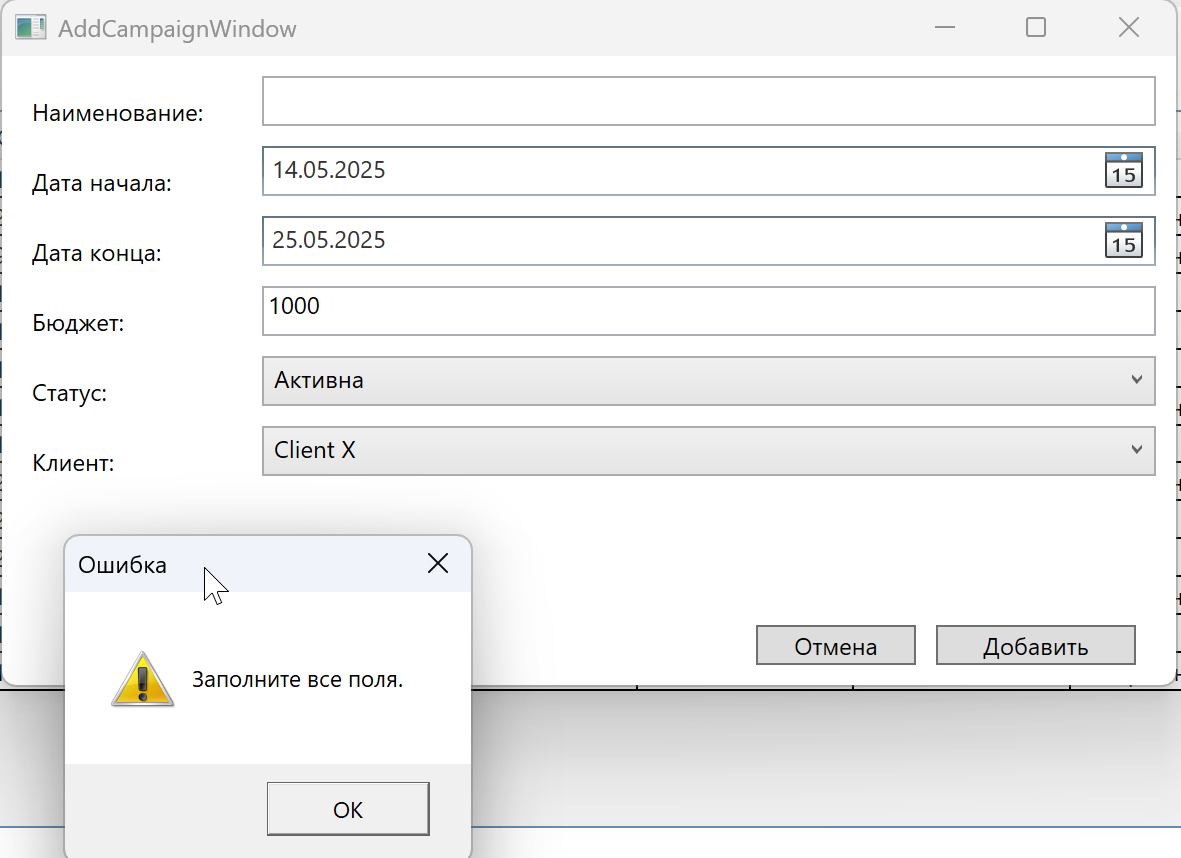 AddCampaignWindow
Наименование:
Дата начала: 14.05.2025 15
Дата конца: 25.05.2025 15
Бюджет: 1000
Статус: Активна
Клиент: Client X
Ошибка
Заполните все поля.
OK
Отмена Добавить